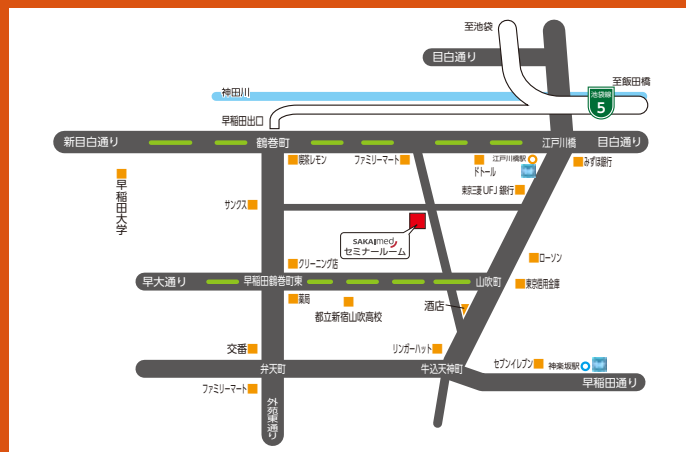 至池袋
目白通り
至飯田橋
神田川
池袋線
5
早稲田出口
新目白通り
鶴巻町
江戸川橋
目白通り
喫茶レモン
ファミリーマート
江戸川橋駅
ドトール
みずほ銀行
早稲田大学
東京三菱UFJ銀行
サンクス
SAKAImed
セミナールーム
クリーニング店
ローソン
早大通り
早稲田鶴巻町東
山吹町
東京信用金庫
薬局
都立新宿山吹高校
酒店
交番
リンガーハット
弁天町
牛込天神町
セブンイレブン
神楽坂駅
早稲田通り
ファミリーマート
外苑東通り